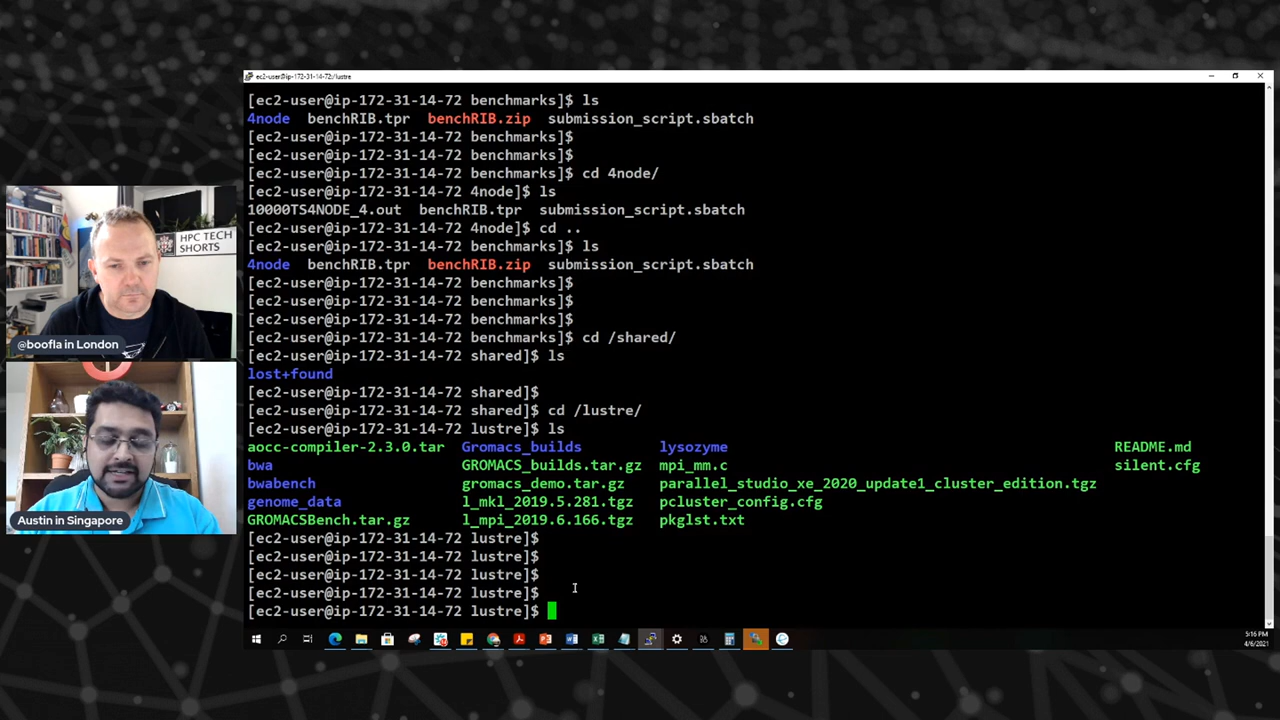 ec2-user@ip-172-31-14-72:/lustre
[ec2-user@ip-172-31-14-72 benchmarks]$ ls
4node benchRIB.tpr benchRIB.zip submission_script.sbatch
[ec2-user@ip-172-31-14-72 benchmarks]$
[ec2-user@ip-172-31-14-72 benchmarks]$
[ec2-user@ip-172-31-14-72 benchmarks]$ cd 4node/
[ec2-user@ip-172-31-14-72 4node]$ ls
10000TS4NODE_4.out benchRIB.tpr submission_script.sbatch
[ec2-user@ip-172-31-14-72 4node]$ cd ..
[ec2-user@ip-172-31-14-72 benchmarks]$ ls
4node benchRIB.tpr benchRIB.zip submission_script.sbatch
[ec2-user@ip-172-31-14-72 benchmarks]$
[ec2-user@ip-172-31-14-72 benchmarks]$
[ec2-user@ip-172-31-14-72 benchmarks]$
[ec2-user@ip-172-31-14-72 benchmarks]$ cd /shared/
[ec2-user@ip-172-31-14-72 shared]$ ls
lost+found
[ec2-user@ip-172-31-14-72 shared]$
[ec2-user@ip-172-31-14-72 shared]$ cd /lustre/
[ec2-user@ip-172-31-14-72 lustre]$ ls
aocc-compiler-2.3.0.tar Gromacs_builds lysozyme README.md
bwa GROMACS_builds.tar.gz mpi_mm.c silent.cfg
bwabench gromacs_demo.tar.gz parallel_studio_xe_2020_update1_cluster_edition.tgz
genome_data l_mkl_2019.5.281.tgz pcluster_config.cfg
GROMACSBench.tar.gz l_mpi_2019.6.166.tgz pkglst.txt
[ec2-user@ip-172-31-14-72 lustre]$
[ec2-user@ip-172-31-14-72 lustre]$
[ec2-user@ip-172-31-14-72 lustre]$
[ec2-user@ip-172-31-14-72 lustre]$
[ec2-user@ip-172-31-14-72 lustre]$
5:16 PM
4/6/2021
HPC TECH
SHORTS
@boofla in London
Austin in Singapore